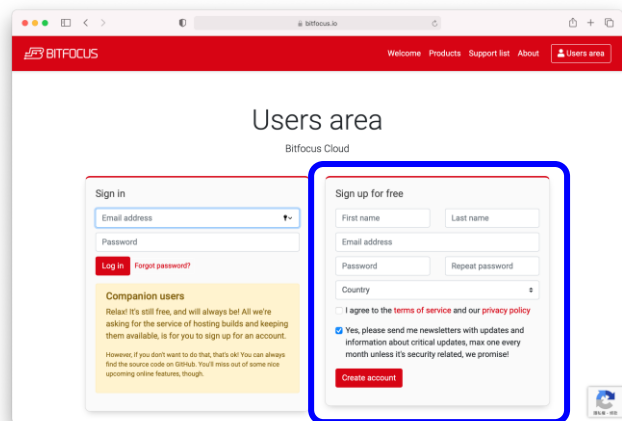 bitfocus.io
BITFOCUS
Welcome Products Support list About Users area
Users area
Bitfocus Cloud
Sign in
Email address
Password
Log in Forgot password?
Companion users
Relax! It's still free, and will always be! All we're
asking for the service of hosting builds and keeping
them available, is for you to sign up for an account.
However, if you don't want to do that, that's ok! You can always
find the source code on GitHub. You'll miss out of some nice
upcoming online features, though.
Sign up for free
First name Last name
Email address
Password Repeat password
Country
I agree to the terms of service and our privacy policy
Yes, please send me newsletters with updates and
information about critical updates, max one every
month unless it's security related, we promise!
Create account